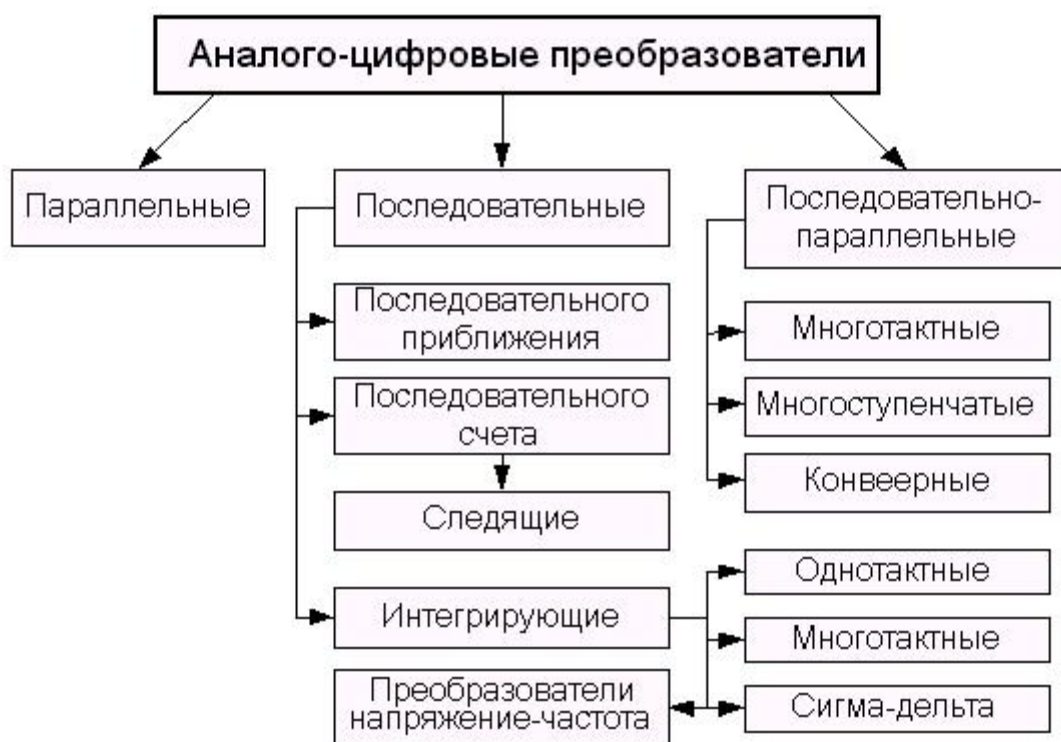 Аналого-цифровые преобразователи
Параллельные
Последовательные
Последовательно-
параллельные
Последовательного
приближения
Последовательного
счета
Следящие
Интегрирующие
Преобразователи
напряжение-частота
Многотактные
Многоступенчатые
Конвеерные
Однотактные
Многотактные
Сигма-дельта